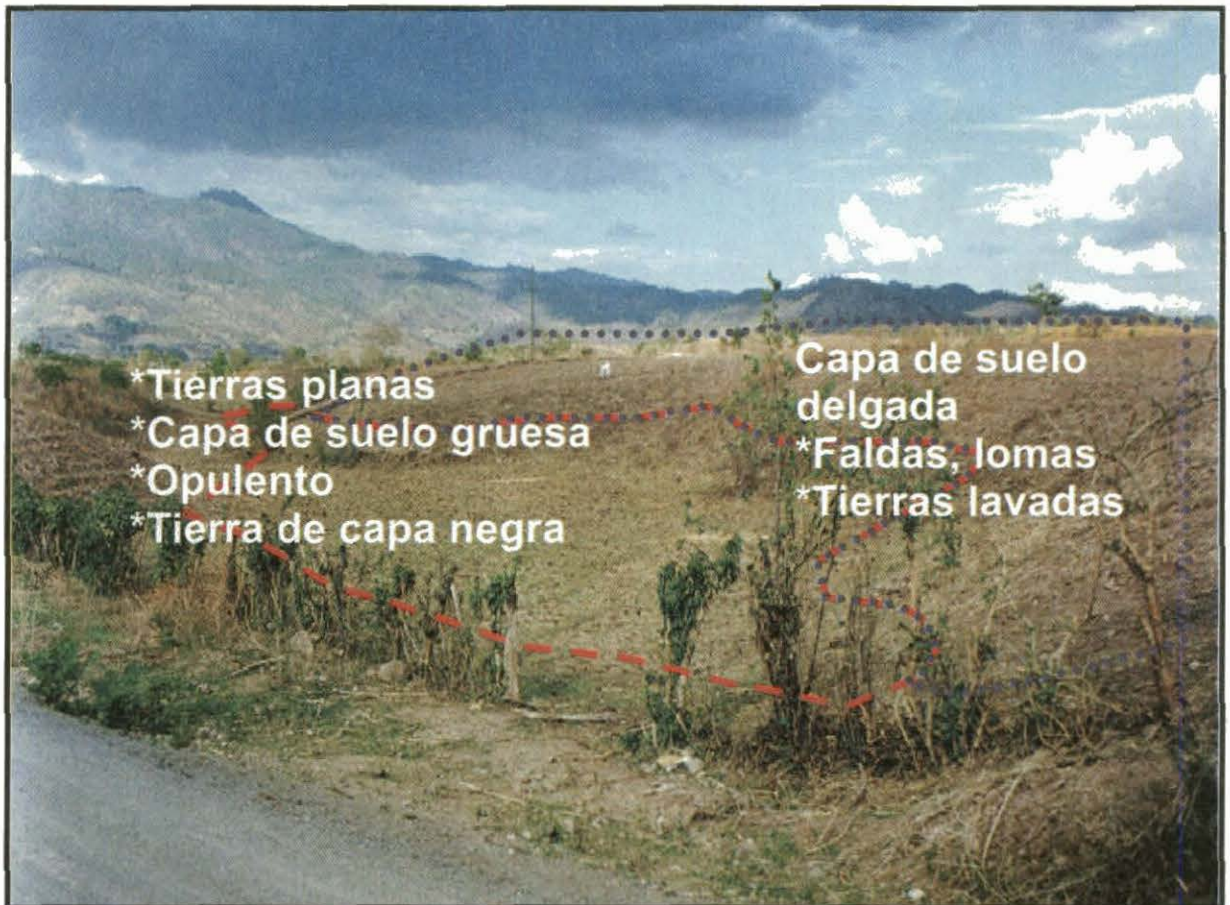 *Tierras planas
*Capa de suelo gruesa
*Opulento
*Tierra de capa negra
Capa de suelo
delgada
*Faldas, lomas
*Tierras lavadas